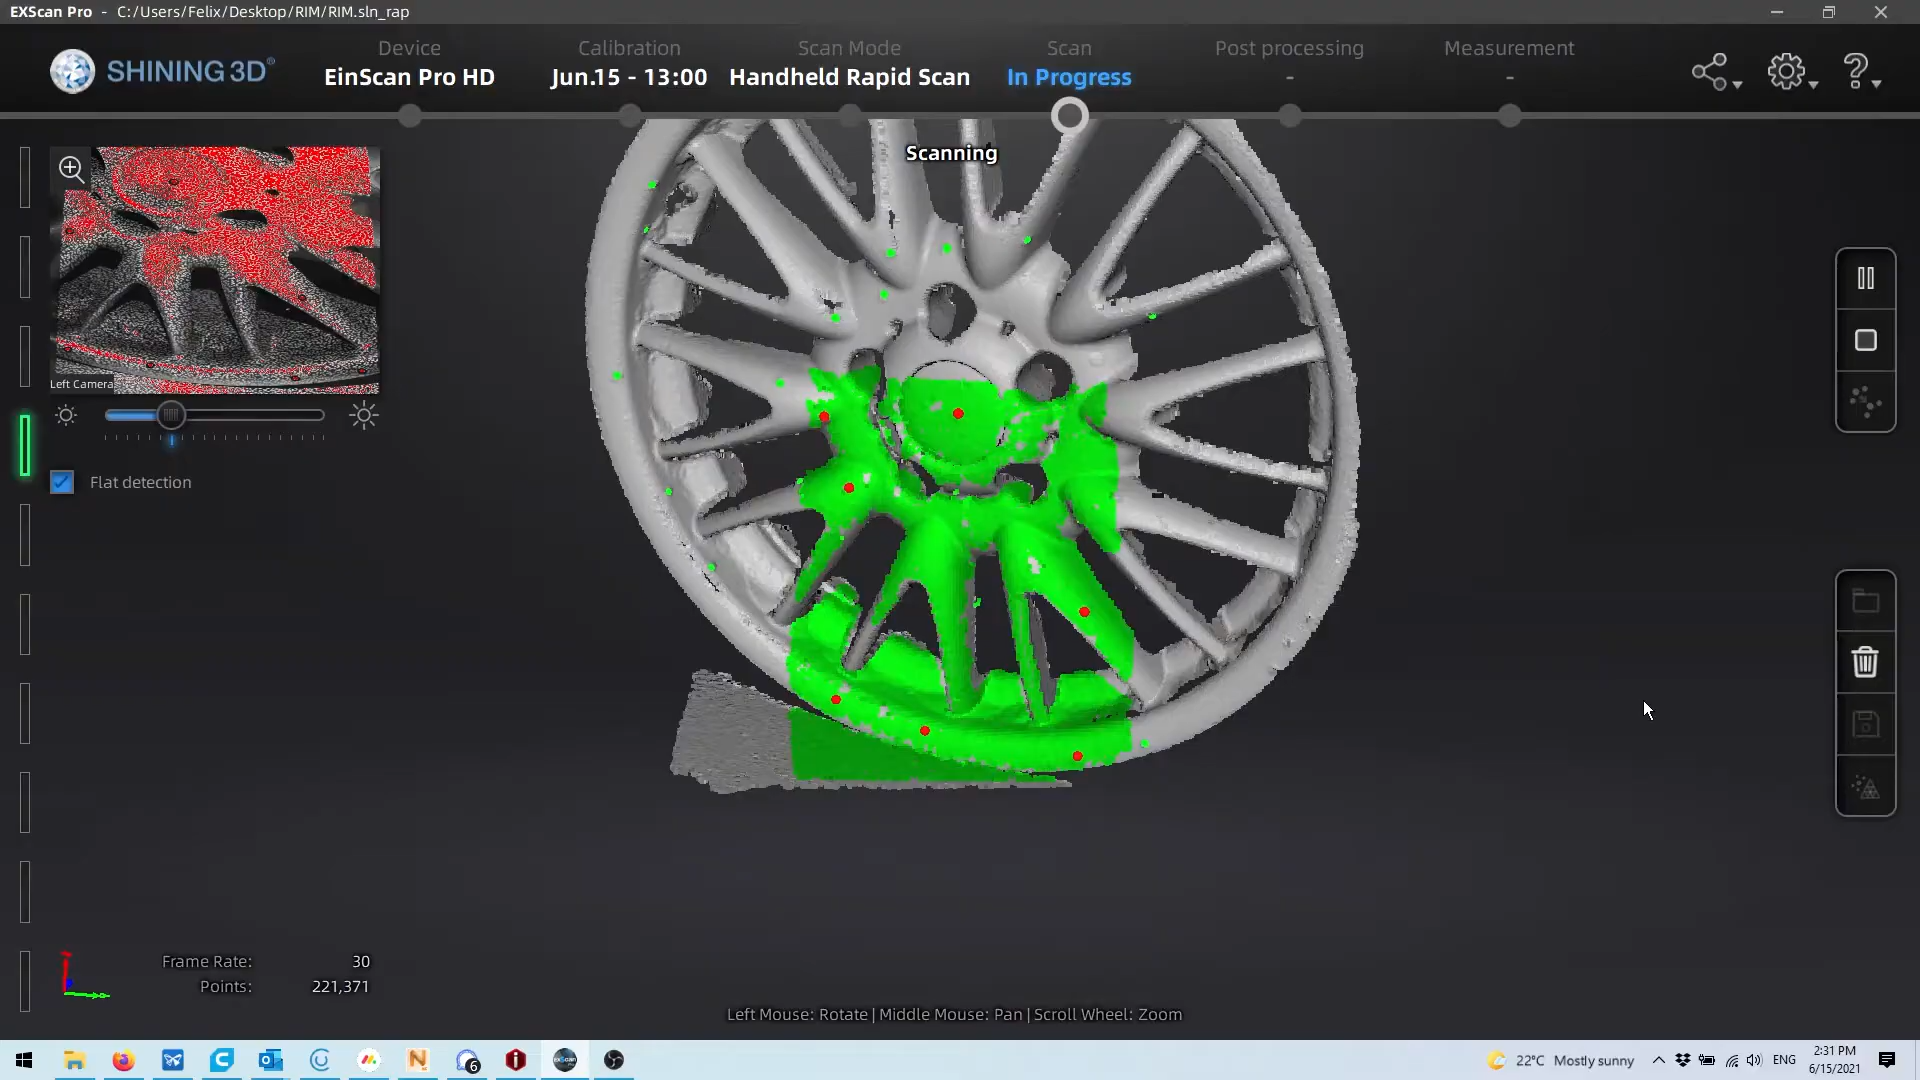 EXScan Pro - C:/Users/Felix/Desktop/RIM/RIM.sln_rap
SHINING 3D®
Device
EinScan Pro HD
Calibration
Jun.15 - 13:00
Scan Mode
Handheld Rapid Scan
Scan
In Progress
Post processing
-
Measurement
-
Scanning
Left Camera
Flat detection
Frame Rate: 30
Points: 221,371
Left Mouse: Rotate | Middle Mouse: Pan | Scroll Wheel: Zoom
6
22°C Mostly sunny
ENG
2:31 PM
6/15/2021